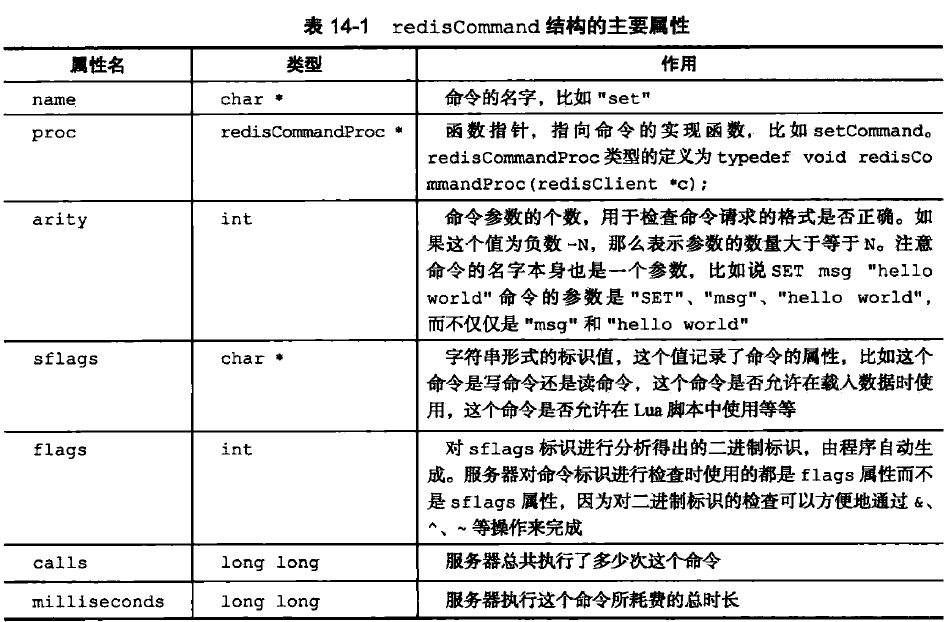 表 14-1 redisCommand 结构的主要属性
属性名 类型 作用
name char * 命令的名字，比如 "set"
proc redisCommandProc * 函数指针，指向命令的实现函数，比如 setCommand。
redisCommandProc 类型的定义为 typedef void redisCo
mmandProc(redisClient *c);
arity int 命令参数的个数，用于检查命令请求的格式是否正确。如
果这个值为负数 -N，那么表示参数的数量大于等于 N。注意
命令的名字本身也是一个参数，比如说 SET msg "hello
world" 命令的参数是 "SET"、"msg"、"hello world"，
而不仅仅是 "msg" 和 "hello world"
sflags char * 字符串形式的标识值，这个值记录了命令的属性，比如这个
命令是写命令还是读命令，这个命令是否允许在载入数据时使
用，这个命令是否允许在 Lua 脚本中使用等等
flags int 对 sflags 标识进行分析得出的二进制标识，由程序自动生
成。服务器对命令标识进行检查时使用的都是 flags 属性而不
是 sflags 属性，因为对二进制标识的检查可以方便地通过 &、
^、~ 等操作来完成
calls long long 服务器总共执行了多少次这个命令
milliseconds long long 服务器执行这个命令所耗费的总时长